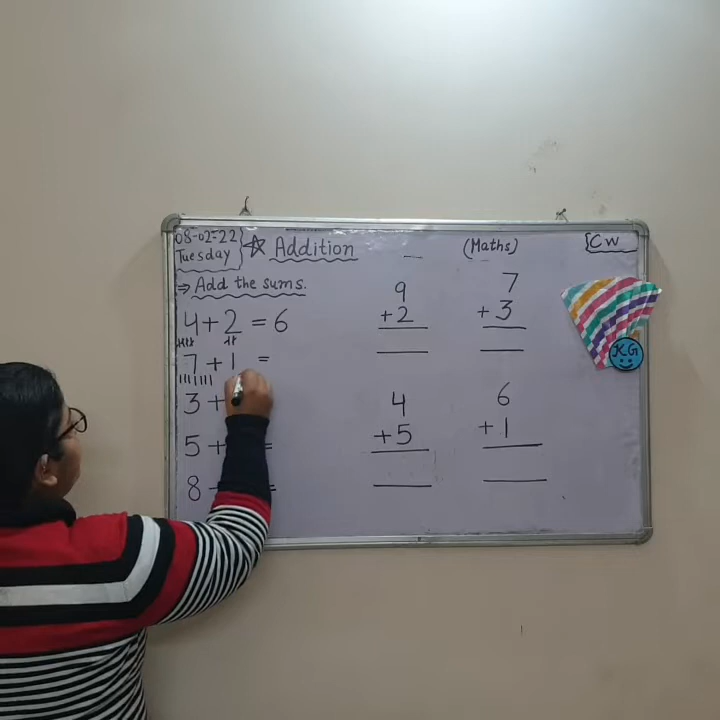 08-02-22
Tuesday
Addition
(Maths)
CW
⇒ Add the sums.
4+2=6
7+1=
3+
5+ =
8 =
9
+2
7
+3
4
+5
6
+1
KG